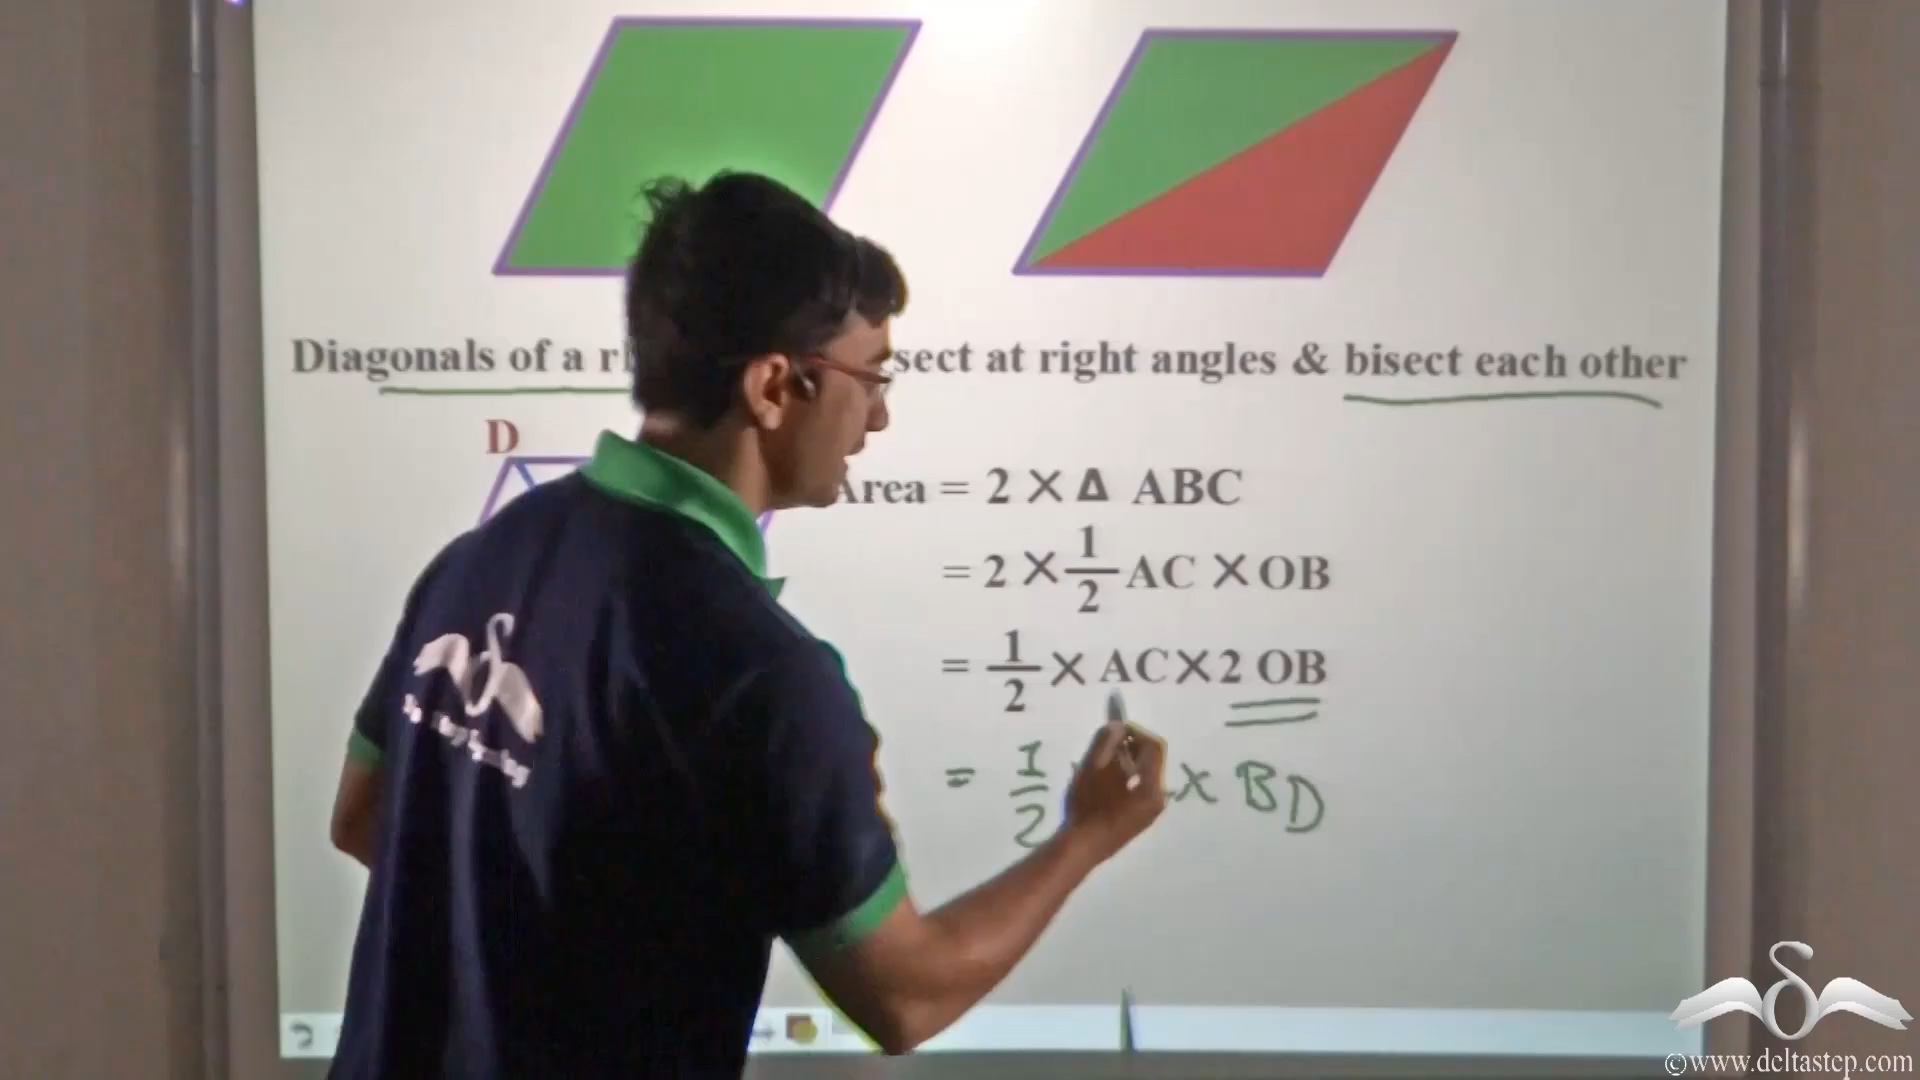 Diagonals of a sect at right angles & bisect each other
D
Area = 2 × Δ ABC
= 2 × 1/2 AC × OB
= 1/2 × AC × 2 OB
= 1/2 × BD
©www.deltastep.com